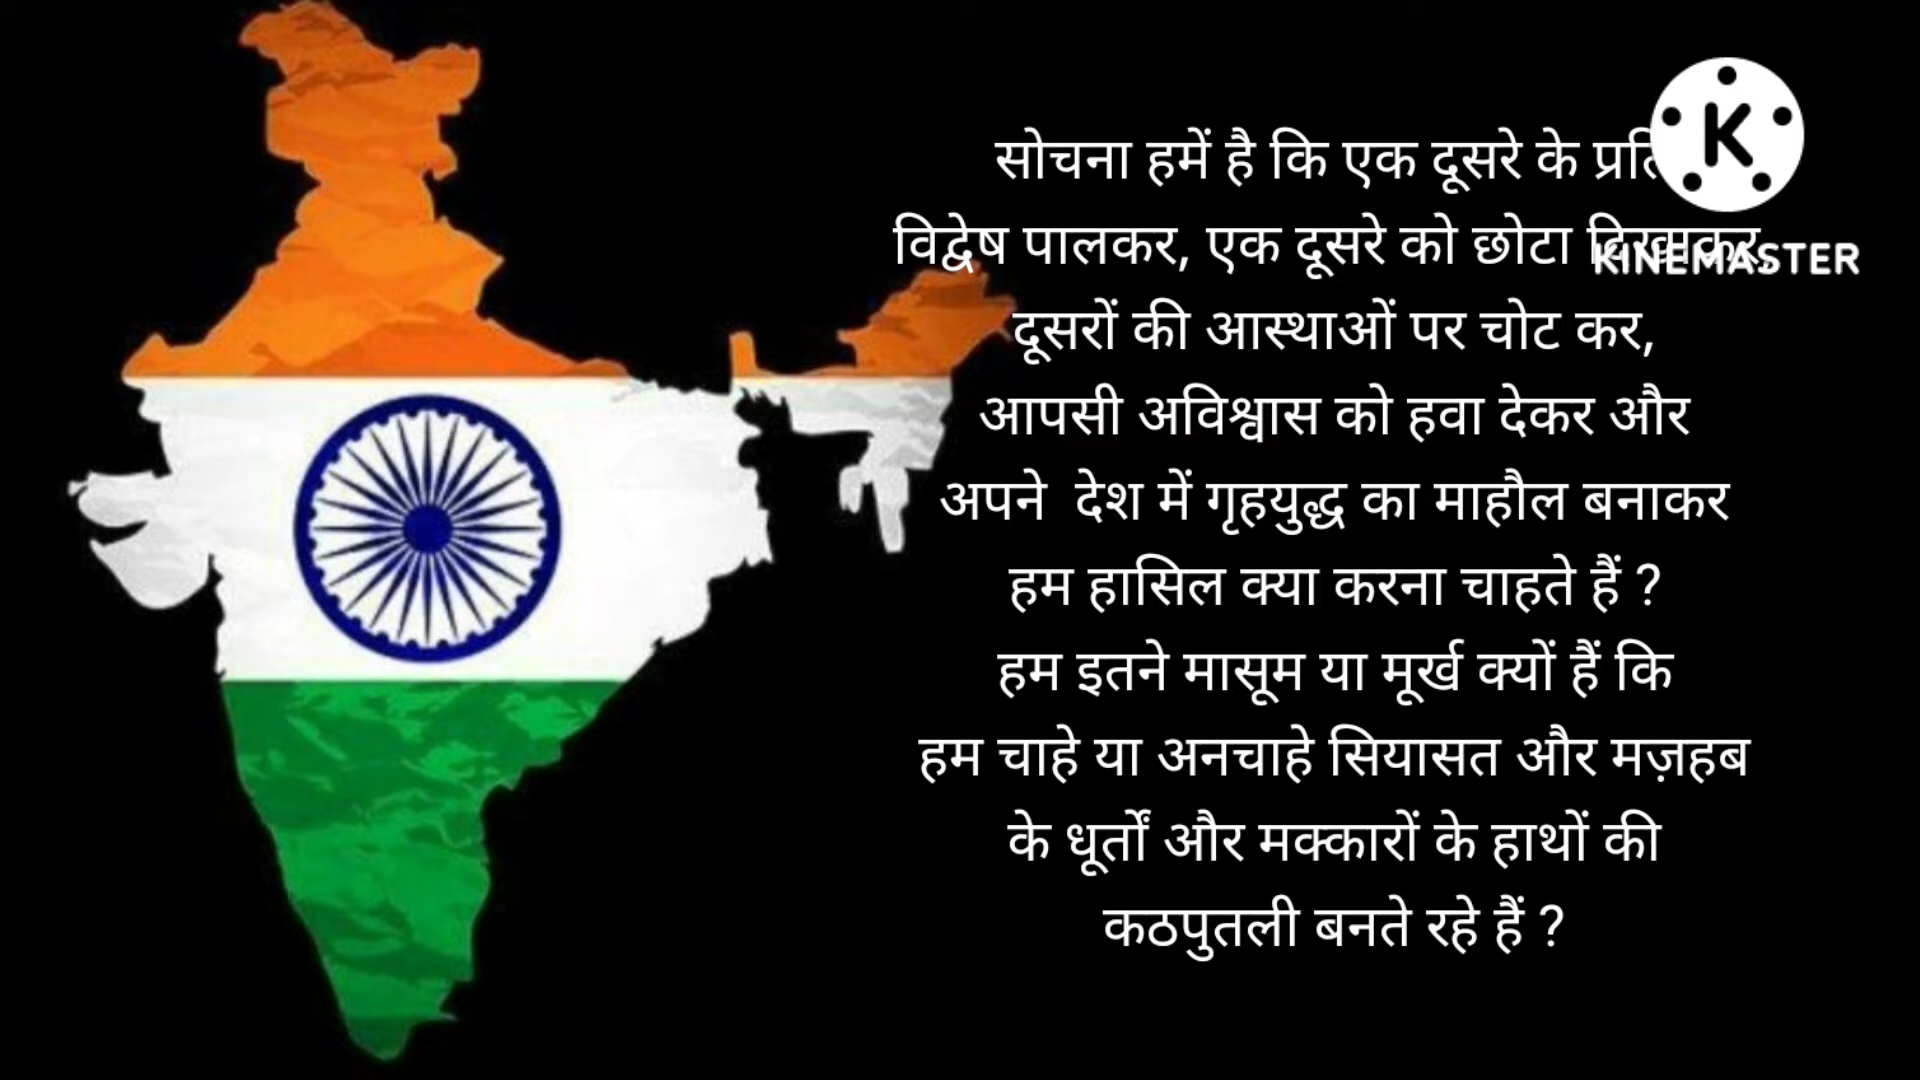 सोचना हमें है कि एक दूसरे के प्रति
विद्वेष पालकर, एक दूसरे को छोटा दिखाकर,
दूसरों की आस्थाओं पर चोट कर,
आपसी अविश्वास को हवा देकर और
अपने देश में गृहयुद्ध का माहौल बनाकर
हम हासिल क्या करना चाहते हैं ?
हम इतने मासूम या मूर्ख क्यों हैं कि
हम चाहे या अनचाहे सियासत और मज़हब
के धूर्तों और मक्कारों के हाथों की
कठपुतली बनते रहे हैं ?
K
KINEMASTER